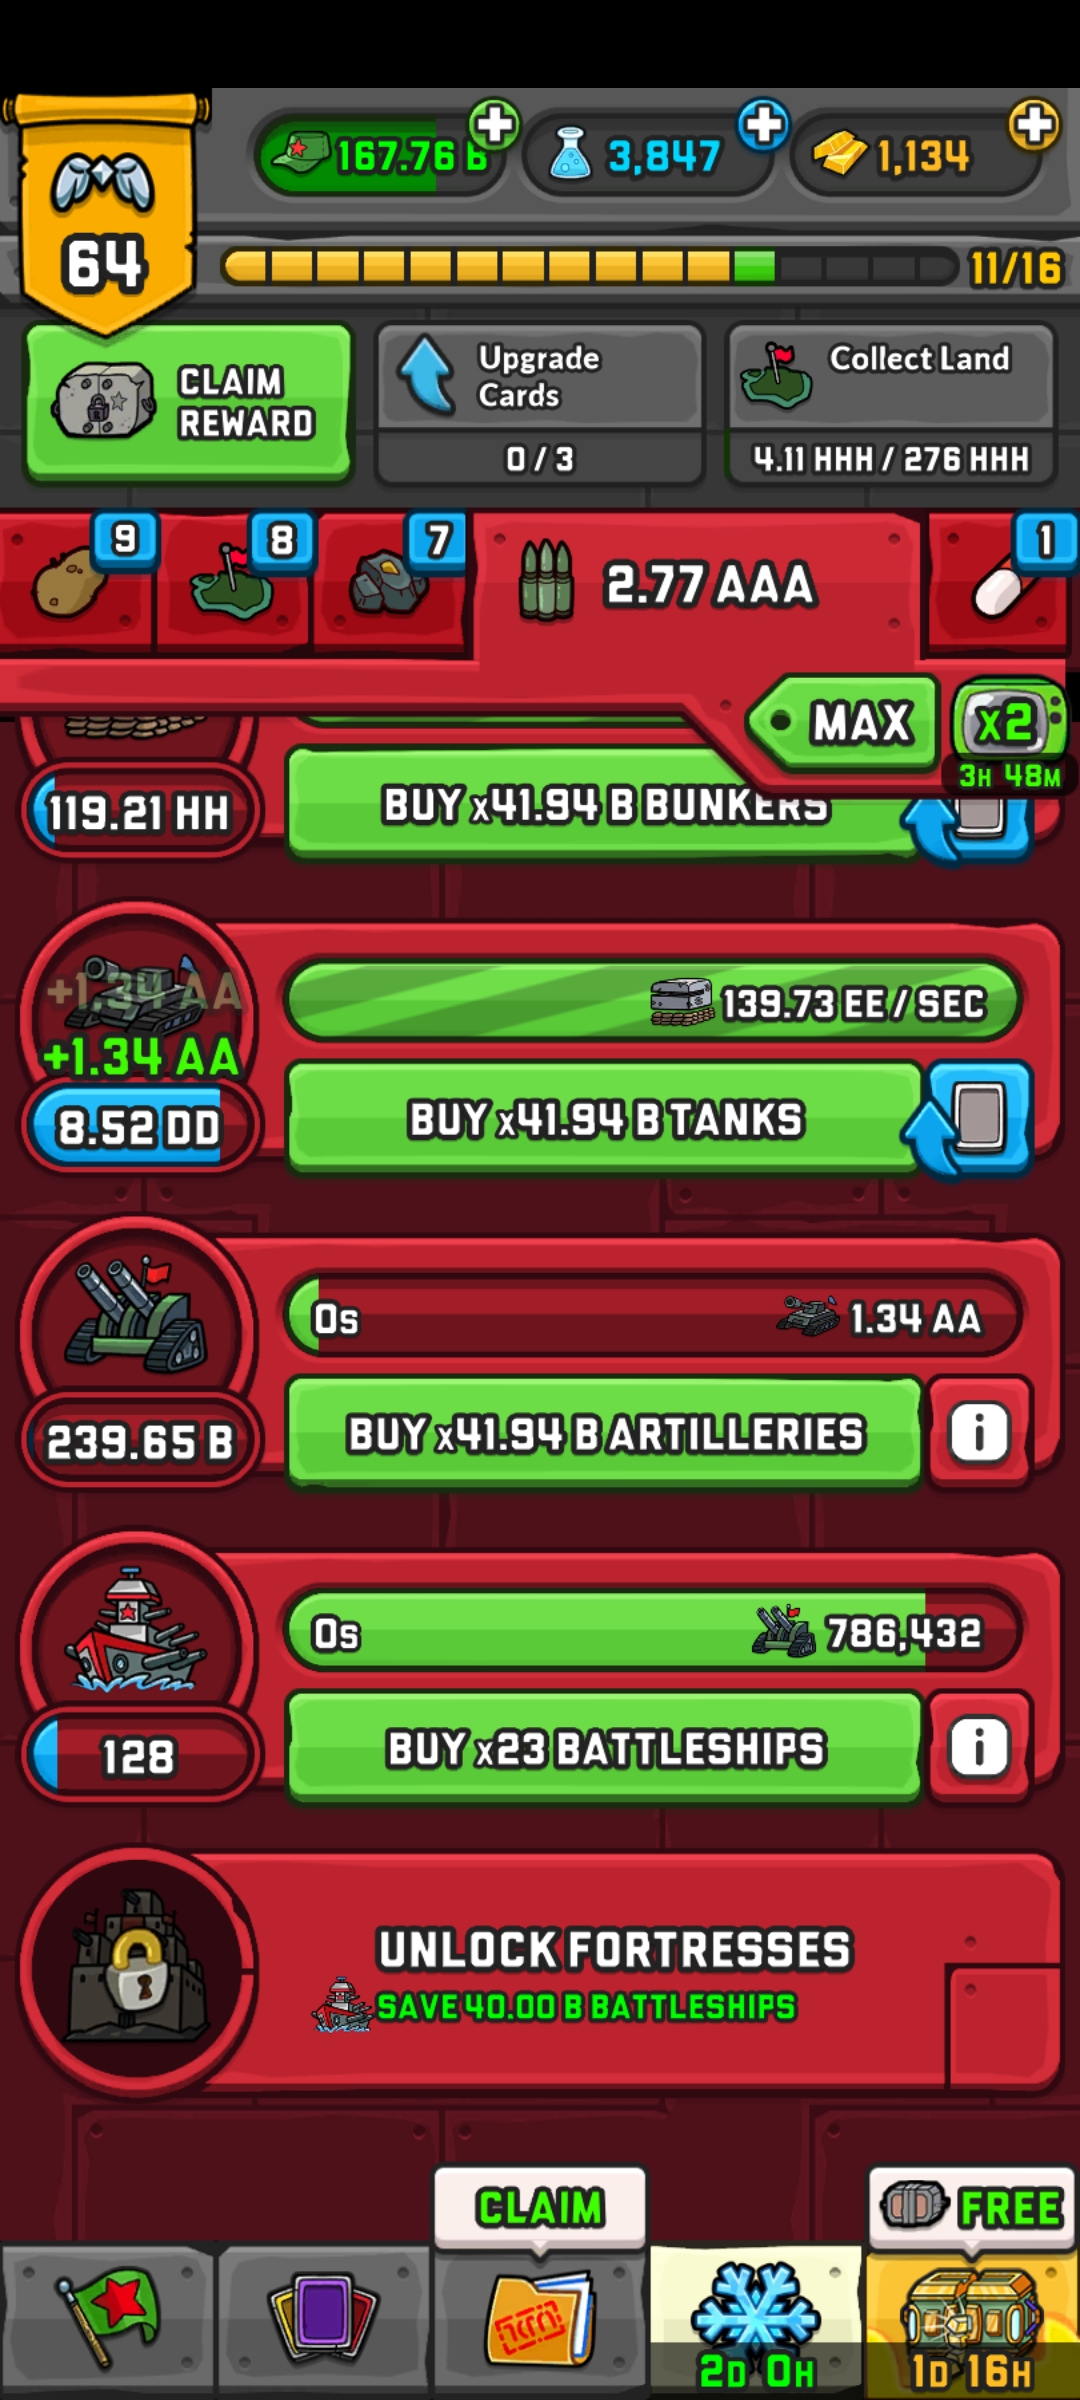 167.76 B
3,847
1,134
64
11/16
CLAIM
REWARD
Upgrade
Cards
0 / 3
Collect Land
4.11 HHH / 276 HHH
9
8
7
2.77 AAA
1
MAX
X2
3H 48M
119.21 HH
BUY x41.94 B BUNKERS
+1.34 AA
+1.34 AA
139.73 EE / SEC
8.52 DD
BUY x41.94 B TANKS
0s
1.34 AA
239.65 B
BUY x41.94 B ARTILLERIES
i
0s
786,432
128
BUY x23 BATTLESHIPS
i
UNLOCK FORTRESSES
SAVE 40.00 B BATTLESHIPS
CLAIM
FREE
2D 0H
1D 16H